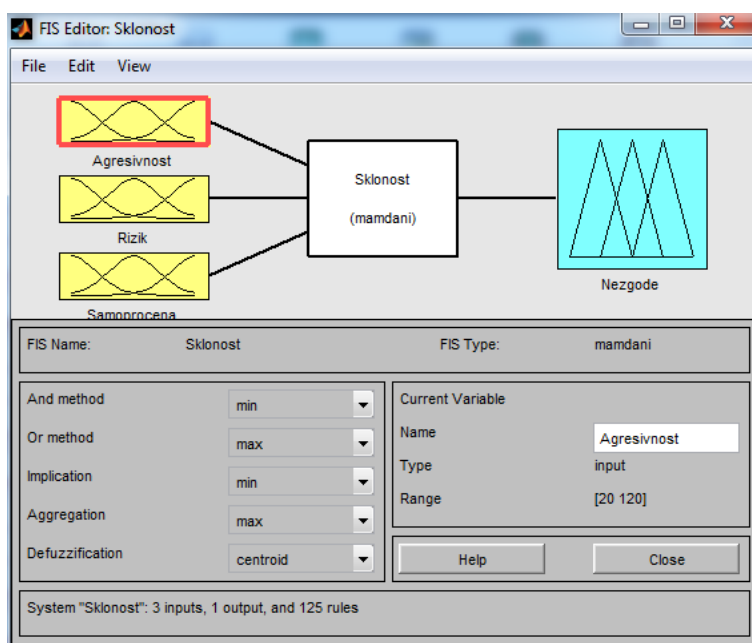 FIS Editor: Sklonost
File Edit View
Agresivnost
Rizik
Samoprocena
Sklonost
(mamdani)
Nezgode
FIS Name: Sklonost FIS Type: mamdani
And method min
Or method max
Implication min
Aggregation max
Defuzzification centroid
Current Variable
Name Agresivnost
Type input
Range [20 120]
Help Close
System "Sklonost": 3 inputs, 1 output, and 125 rules